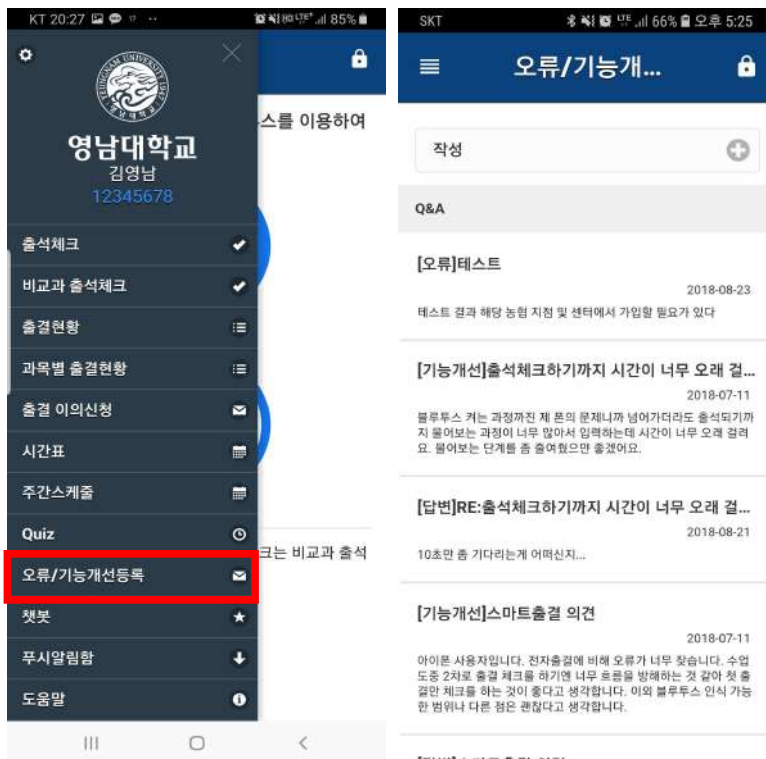 KT 20:27
85%
YEUNGNAM UNIVERSITY 1947
영남대학교
김영남
12345678
스를 이용하여
출석체크
비교과 출석체크
출결현황
과목별 출결현황
출결 이의신청
시간표
주간스케줄
Quiz
크는 비교과 출석
오류/기능개선등록
챗봇
푸시알림함
도움말
SKT
LTE 66% 오후 5:25
오류/기능개...
작성
Q&A
[오류]테스트
2018-08-23
테스트 결과 해당 농협 지점 및 센터에서 가입할 필요가 있다
[기능개선]출석체크하기까지 시간이 너무 오래 걸...
2018-07-11
블루투스 켜는 과정까진 제 폰의 문제니까 넘어가더라도 출석되기까
지 물어보는 과정이 너무 많아서 입력하는데 시간이 너무 오래 걸려
요. 물어보는 단계를 좀 줄여줬으면 좋겠어요.
[답변]RE:출석체크하기까지 시간이 너무 오래 걸...
2018-08-21
10초만 좀 기다리는게 어떠신지...
[기능개선]스마트출결 의견
2018-07-11
아이폰 사용자입니다. 전자출결에 비해 오류가 너무 잦습니다. 수업
도중 2차로 출결 체크를 하기엔 너무 흐름을 방해하는 것 같아 첫 출
결만 체크를 하는 것이 좋다고 생각합니다. 이외 블루투스 인식 가능
한 범위나 다른 점은 괜찮다고 생각합니다.